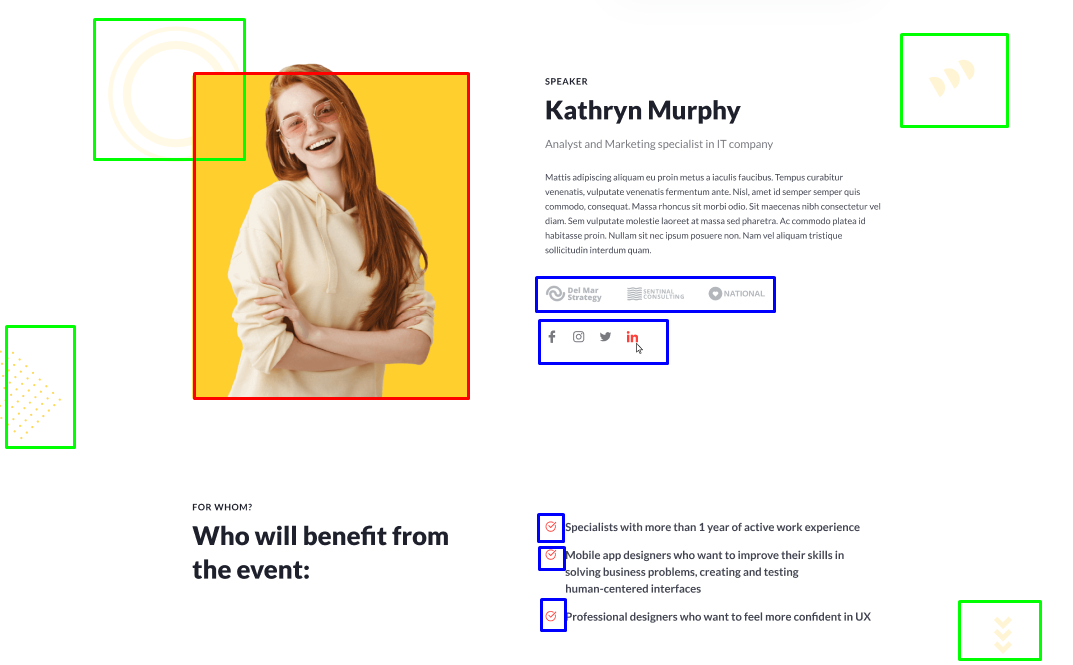 SPEAKER
Kathryn Murphy
Analyst and Marketing specialist in IT company
Mattis adipiscing aliquam eu proin metus a iaculis faucibus. Tempus curabitur
venenatis, vulputate venenatis fermentum ante. Nisl, amet id semper semper quis
commodo, consequat. Massa rhoncus sit morbi odio. Sit maecenas nibh consectetur vel
diam. Sem vulputate molestie laoreet at massa sed pharetra. Ac commodo platea id
habitasse proin. Nullam sit nec ipsum posuere non. Nam vel aliquam tristique
sollicitudin interdum quam.
Del Mar
Strategy
SENTINAL
CONSULTING
NATIONAL
FOR WHOM?
Who will benefit from
the event:
Specialists with more than 1 year of active work experience
Mobile app designers who want to improve their skills in
solving business problems, creating and testing
human-centered interfaces
Professional designers who want to feel more confident in UX